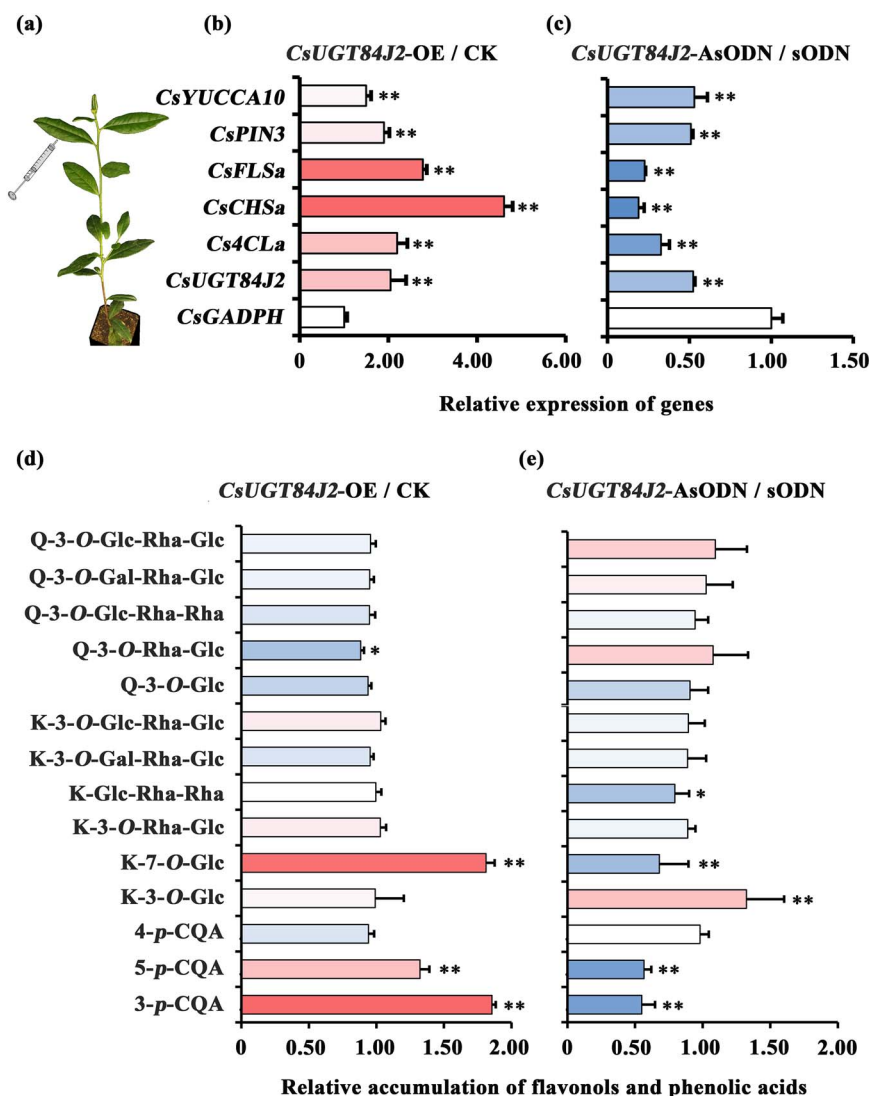 (a)
(b)
(c)
CsUGT84J2-OE / CK
CsUGT84J2-AsODN / sODN
CsYUCCA10
**
**
CsPIN3
**
**
CsFLSa
**
**
CsCHSa
**
**
Cs4CLa
**
**
CsUGT84J2
**
**
CsGADPH
0 2.00 4.00 6.00
0 0.50 1.00 1.50
Relative expression of genes
(d)
(e)
CsUGT84J2-OE / CK
CsUGT84J2-AsODN / sODN
Q-3-O-Glc-Rha-Glc
Q-3-O-Gal-Rha-Glc
Q-3-O-Glc-Rha-Rha
Q-3-O-Rha-Glc
*
Q-3-O-Glc
K-3-O-Glc-Rha-Glc
K-3-O-Gal-Rha-Glc
K-Glc-Rha-Rha
*
K-3-O-Rha-Glc
K-7-O-Glc
**
**
K-3-O-Glc
**
4-p-CQA
5-p-CQA
**
**
3-p-CQA
**
**
0 0.50 1.00 1.50 2.00
0 0.50 1.00 1.50 2.00
Relative accumulation of flavonols and phenolic acids